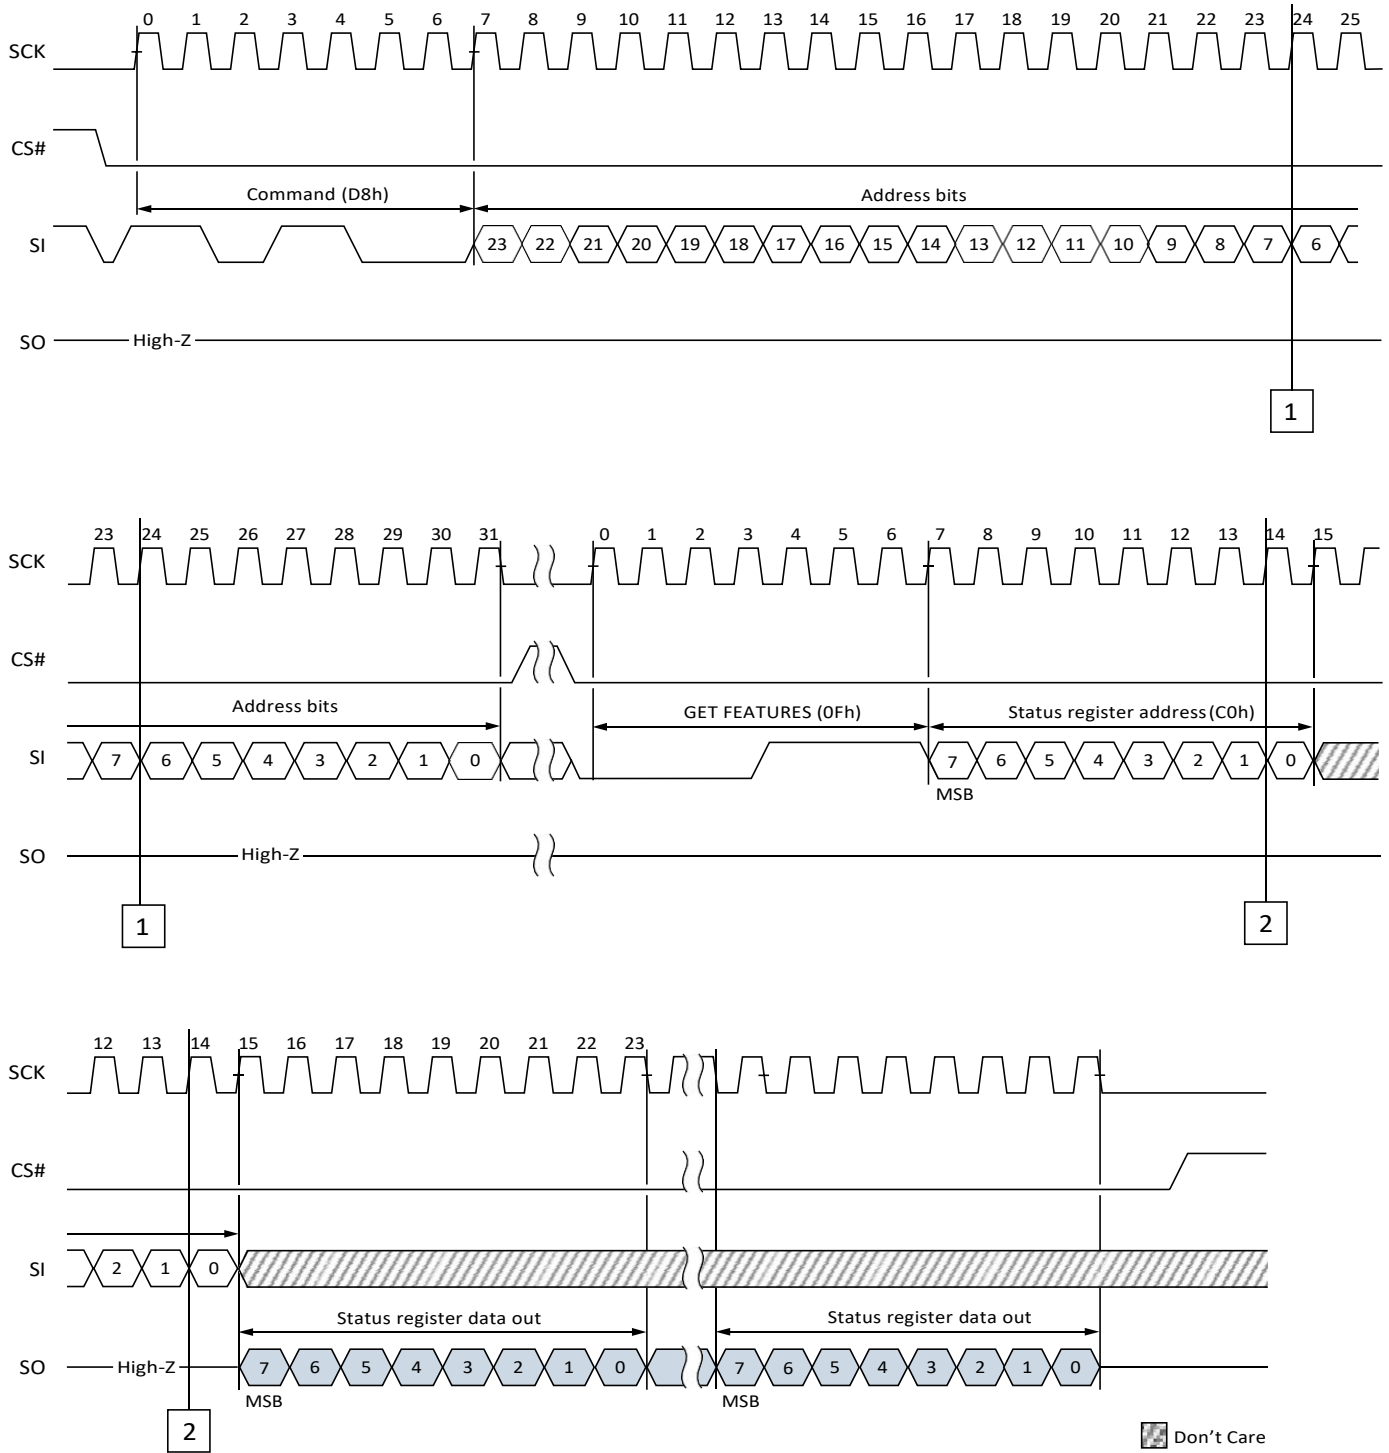 0 1 2 3 4 5 6 7 8 9 10 11 12 13 14 15 16 17 18 19 20 21 22 23 24 25
SCK
CS#
Command (D8h) Address bits
SI 23 22 21 20 19 18 17 16 15 14 13 12 11 10 9 8 7 6
SO High-Z
1
23 24 25 26 27 28 29 30 31 0 1 2 3 4 5 6 7 8 9 10 11 12 13 14 15
SCK
CS#
Address bits GET FEATURES (0Fh) Status register address (C0h)
SI 7 6 5 4 3 2 1 0 7 6 5 4 3 2 1 0
MSB
SO High-Z
1 2
12 13 14 15 16 17 18 19 20 21 22 23
SCK
CS#
SI 2 1 0
Status register data out Status register data out
SO High-Z 7 6 5 4 3 2 1 0 7 6 5 4 3 2 1 0
MSB MSB
2
Don't Care